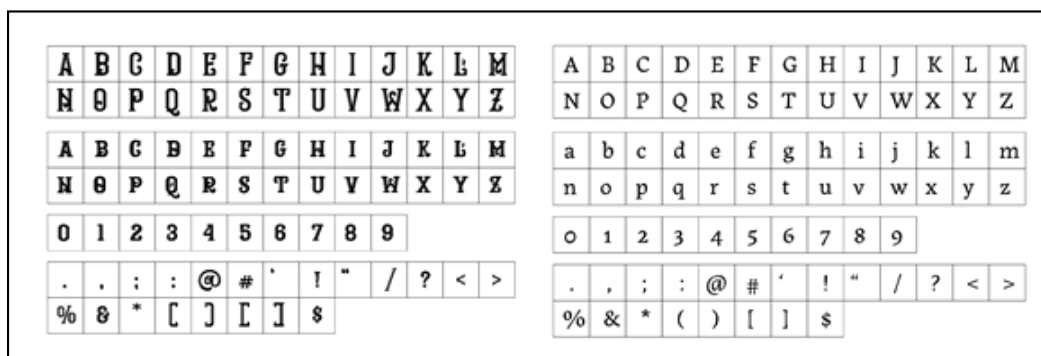 A B C D E F G H I J K L M
N O P Q R S T U V W X Y Z
A B C D E F G H I J K L M
N O P Q R S T U V W X Y Z
0 1 2 3 4 5 6 7 8 9
. , ; : @ # ‘ ! “ / ? < >
% & * [ ] [ ] $
A B C D E F G H I J K L M
N O P Q R S T U V W X Y Z
a b c d e f g h i j k l m
n o p q r s t u v w x y z
0 1 2 3 4 5 6 7 8 9
. , ; : @ # ‘ ! “ / ? < >
% & * ( ) [ ] $